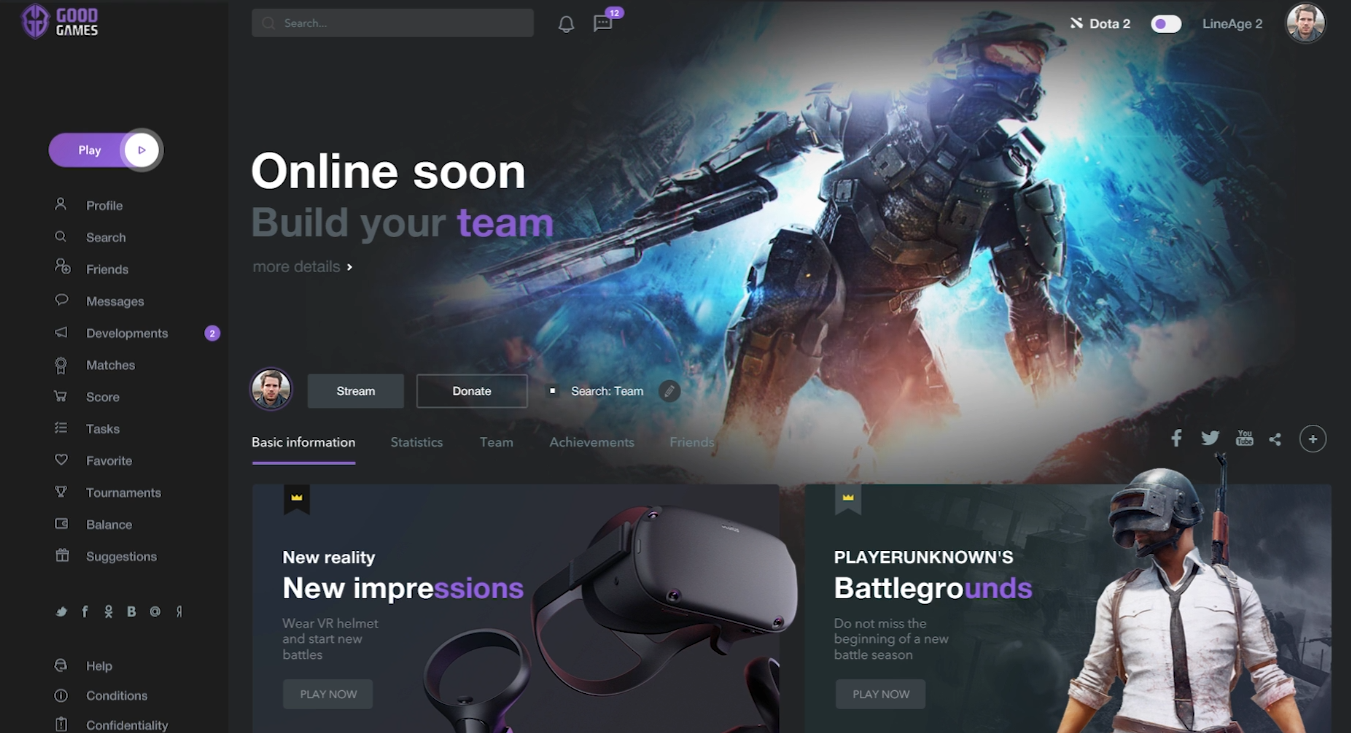 GOOD
GAMES
Search...
12
Dota 2
LineAge 2
Play
Profile
Search
Friends
Messages
Developments
2
Matches
Score
Tasks
Favorite
Tournaments
Balance
Suggestions
Help
Conditions
Confidentiality
Online soon
Build your team
more details
Stream
Donate
Search: Team
Basic information
Statistics
Team
Achievements
Friends
You
Tube
New reality
New impressions
Wear VR helmet
and start new
battles
PLAY NOW
PLAYERUNKNOWN'S
Battlegrounds
Do not miss the
beginning of a new
battle season
PLAY NOW